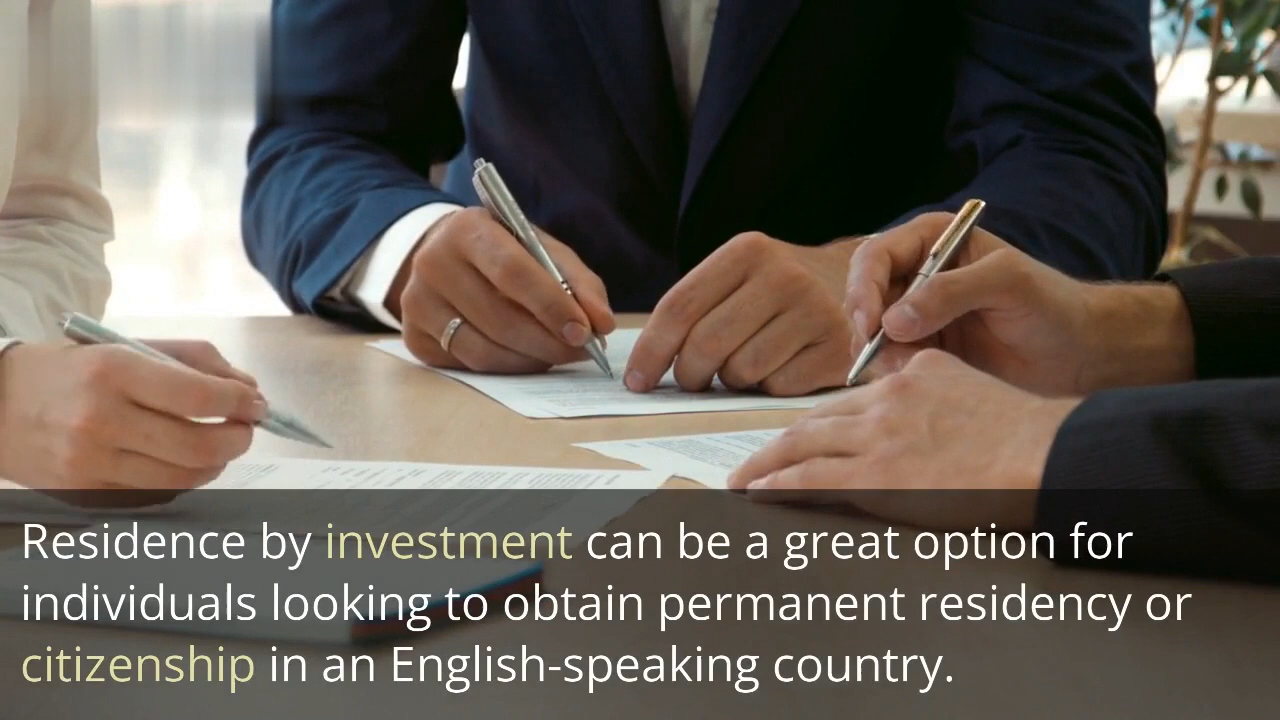 Residence by investment can be a great option for
individuals looking to obtain permanent residency or
citizenship in an English-speaking country.